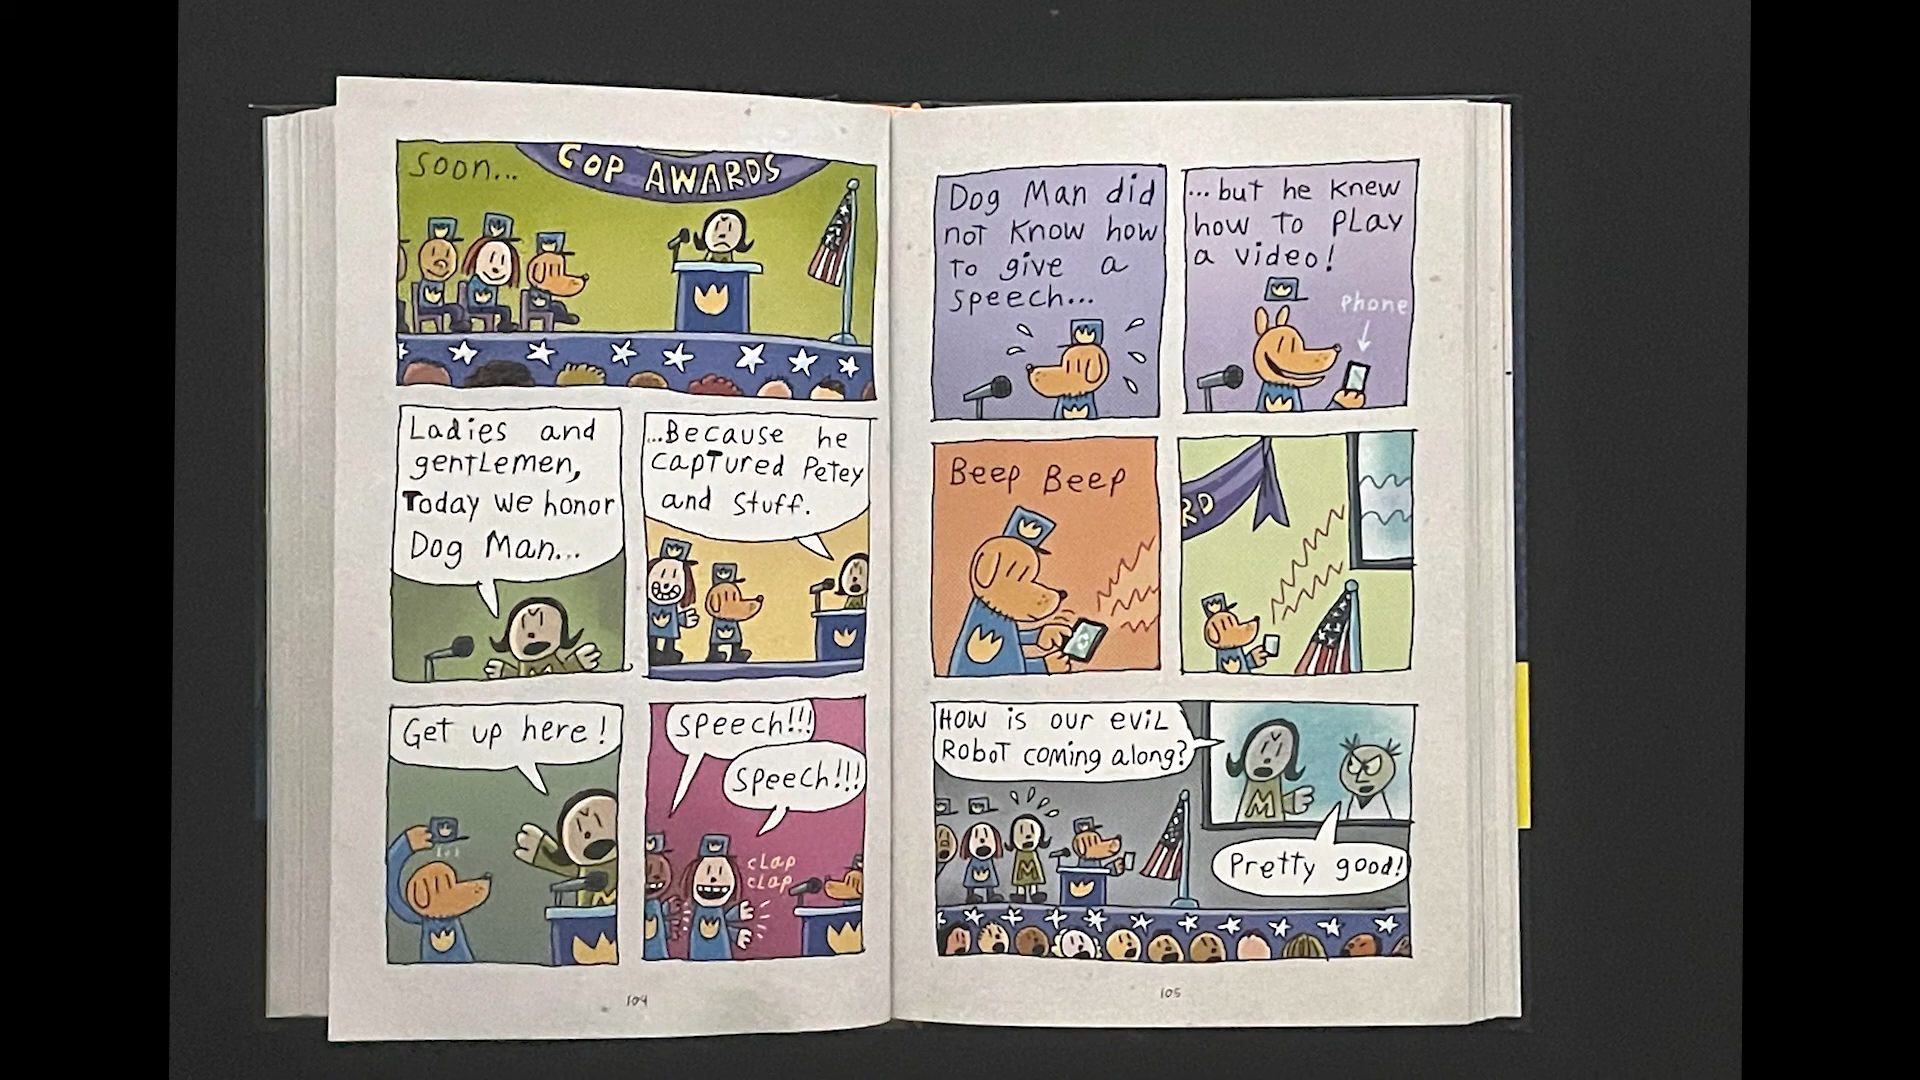 Soon...
COP AWARDS
Ladies and
gentlemen,
Today we honor
Dog Man...
...Because he
captured Petey
and stuff.
Get up here!
Speech!!!
Speech!!!
clap
clap
104
Dog Man did
not know how
to give a
speech...
...but he knew
how to play
a video!
phone
Beep Beep
RD
How is our evil
Robot coming along?
M
M
Pretty good!
105